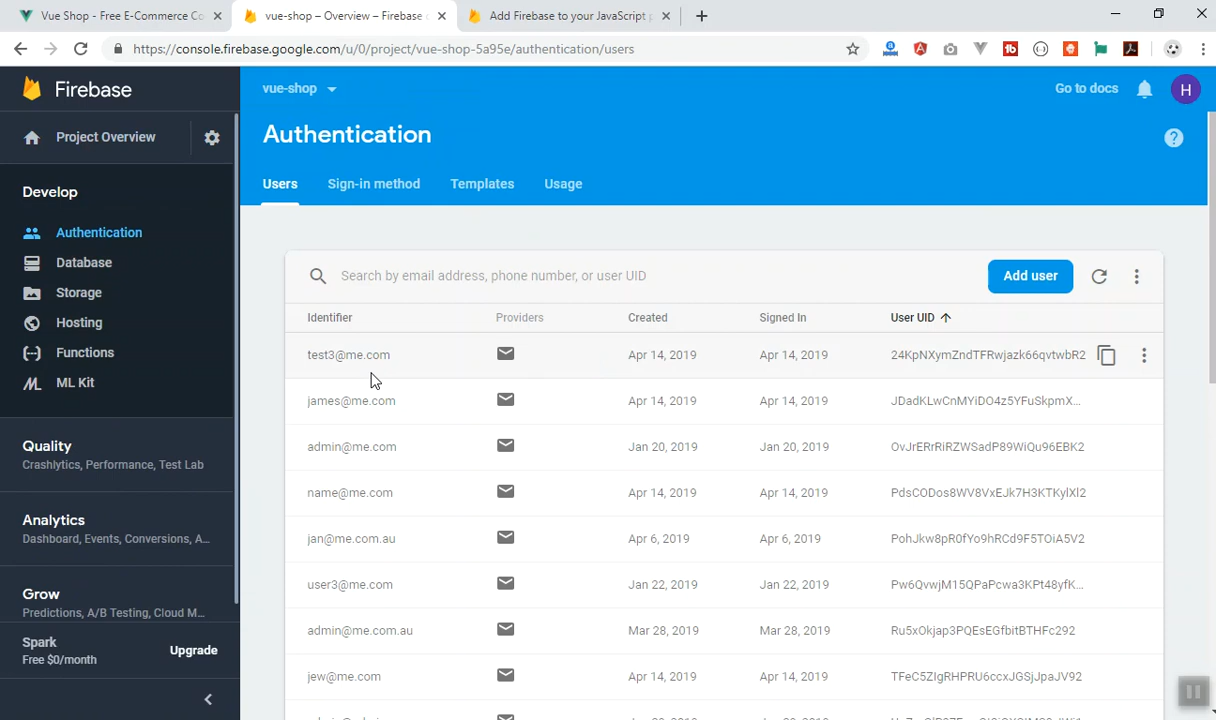 Vue Shop - Free E-Commerce Co
vue-shop – Overview – Firebase
Add Firebase to your JavaScript
https://console.firebase.google.com/u/0/project/vue-shop-5a95e/authentication/users
Firebase
vue-shop
Go to docs
H
Project Overview
Authentication
Users
Sign-in method
Templates
Usage
Develop
Authentication
Database
Storage
Hosting
Functions
ML Kit
Quality
Crashlytics, Performance, Test Lab
Analytics
Dashboard, Events, Conversions, A...
Grow
Predictions, A/B Testing, Cloud M...
Spark
Free $0/month
Upgrade
Search by email address, phone number, or user UID
Add user
Identifier Providers Created Signed In User UID
test3@me.com Apr 14, 2019 Apr 14, 2019 24KpNXymZndTFRwjazk66qvtwbR2
james@me.com Apr 14, 2019 Apr 14, 2019 JDadKLwCnMYiDO4z5YFuSkpmX...
admin@me.com Jan 20, 2019 Apr 14, 2019 OvJrERrRiRZWSadP89WiQu96EBK2
name@me.com Apr 14, 2019 Apr 14, 2019 PdsCODos8WV8VxEJk7H3KTKylXl2
jan@me.com.au Apr 6, 2019 Apr 6, 2019 PohJkw8pR0fYo9hRCd9F5TOiA5V2
user3@me.com Jan 22, 2019 Apr 14, 2019 Pw6QvwjM15QPaPcwa3KPt48yfK...
admin@me.com.au Mar 28, 2019 Mar 28, 2019 Ru5xOkjap3PQEsEGfbitBTHFc292
jew@me.com Apr 14, 2019 Apr 14, 2019 TFeC5ZIgRHPRU6ccxJGSjJpaJV92